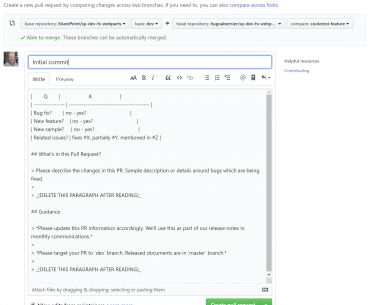 Create a new pull request by comparing changes across two branches. If you need to, you can also compare across forks.
base repository: SharePoint/sp-dev-fx-webparts base: dev head repository: hugoabernier/sp-dev-fx-webp... compare: coolerest-feature
Able to merge. These branches can be automatically merged.
Initial commit
Helpful resources
Contributing
Write Preview
AA B i
| Q | A |
| --------------- | --------------------------------------- |
| Bug fix? | no - yes? |
| New feature? | no - yes? |
| New sample? | no - yes? |
| Related issues? | fixes #X, partially #Y, mentioned in #Z |
## What's in this Pull Request?
> Please describe the changes in this PR. Sample description or details around bugs which are being
fixed.
>
> _(DELETE THIS PARAGRAPH AFTER READING)_
## Guidance
> *Please update this PR information accordingly. We'll use this as part of our release notes in
monthly communications.*
>
> *Please target your PR to `dev` branch. Released documents are in `master` branch.*
>
> _(DELETE THIS PARAGRAPH AFTER READING)_
Attach files by dragging & dropping, selecting or pasting them.